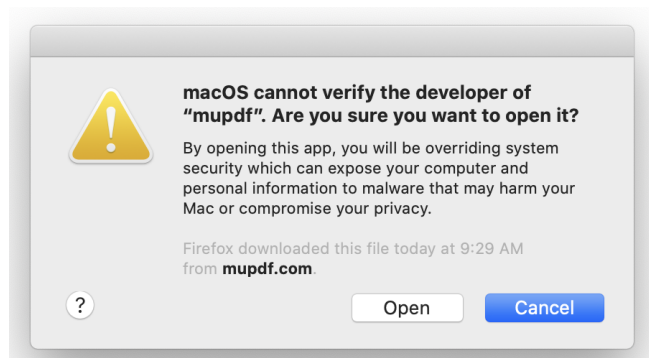 macOS cannot verify the developer of
“mupdf”. Are you sure you want to open it?
By opening this app, you will be overriding system
security which can expose your computer and
personal information to malware that may harm your
Mac or compromise your privacy.
Firefox downloaded this file today at 9:29 AM
from mupdf.com.
?
Open
Cancel